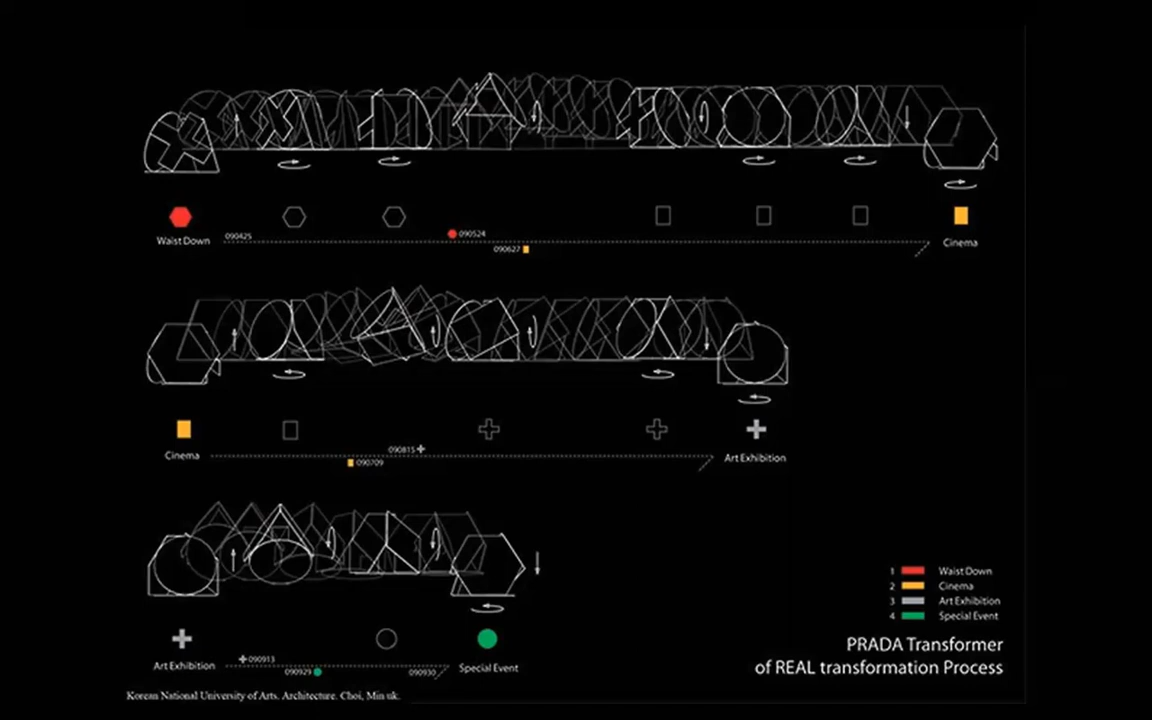 090425
090524
Waist Down
090627
Cinema
090815
Cinema
090709
Art Exhibition
1 Waist Down
2 Cinema
3 Art Exhibition
4 Special Event
PRADA Transformer
of REAL transformation Process
090913
Art Exhibition
090929
090930
Special Event
Korean National University of Arts. Architecture. Choi, Min uk.